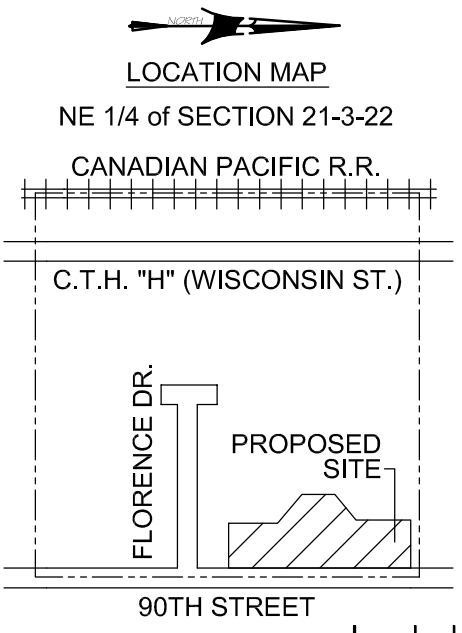 NORTH
LOCATION MAP
NE 1/4 of SECTION 21-3-22
CANADIAN PACIFIC R.R.
C.T.H. "H" (WISCONSIN ST.)
FLORENCE DR.
PROPOSED
SITE
90TH STREET